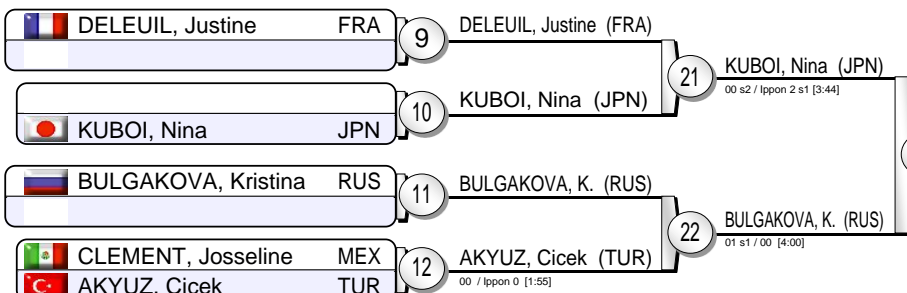 DELEUIL, Justine FRA
9
DELEUIL, Justine (FRA)
21
KUBOI, Nina (JPN)
00 s2 / Ippon 2 s1 [3:44]
10
KUBOI, Nina (JPN)
KUBOI, Nina JPN
BULGAKOVA, Kristina RUS
11
BULGAKOVA, K. (RUS)
22
BULGAKOVA, K. (RUS)
01 s1 / 00 [4:00]
CLEMENT, Josseline MEX
12
AKYUZ, Cicek (TUR)
00 / Ippon 0 [1:55]
AKYUZ, Cicek TUR